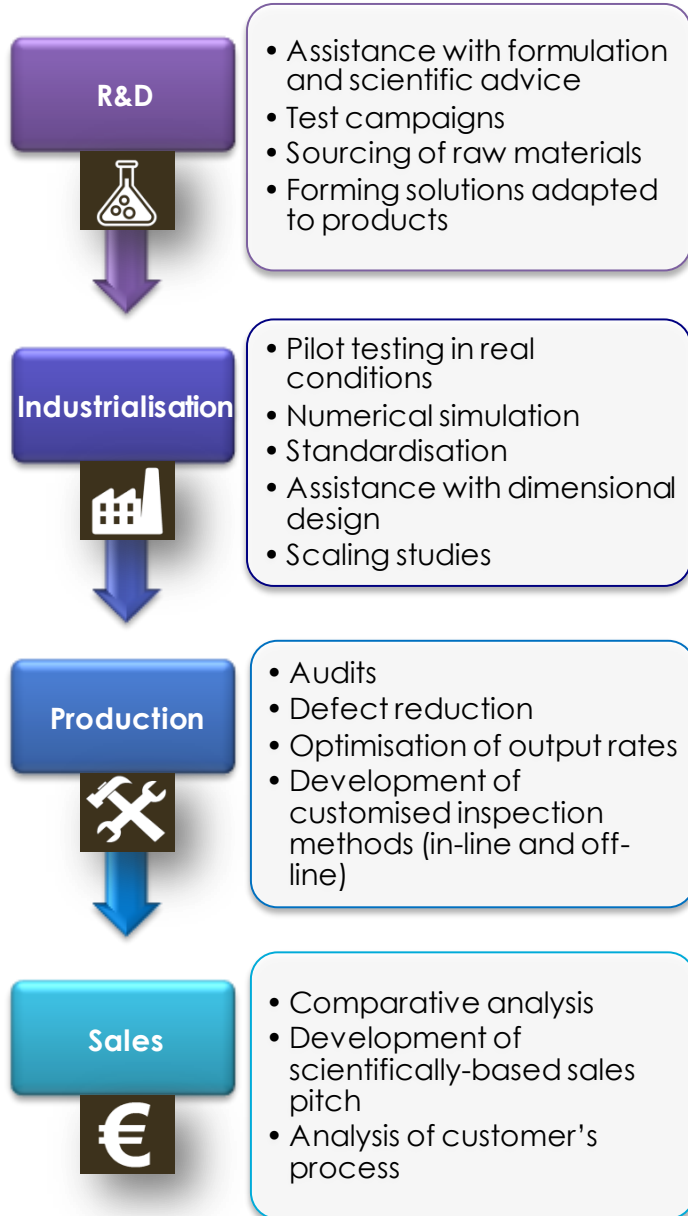 R&D
• Assistance with formulation
and scientific advice
• Test campaigns
• Sourcing of raw materials
• Forming solutions adapted
to products
Industrialisation
• Pilot testing in real
conditions
• Numerical simulation
• Standardisation
• Assistance with dimensional
design
• Scaling studies
Production
• Audits
• Defect reduction
• Optimisation of output rates
• Development of
customised inspection
methods (in-line and off-
line)
Sales
€
• Comparative analysis
• Development of
scientifically-based sales
pitch
• Analysis of customer’s
process